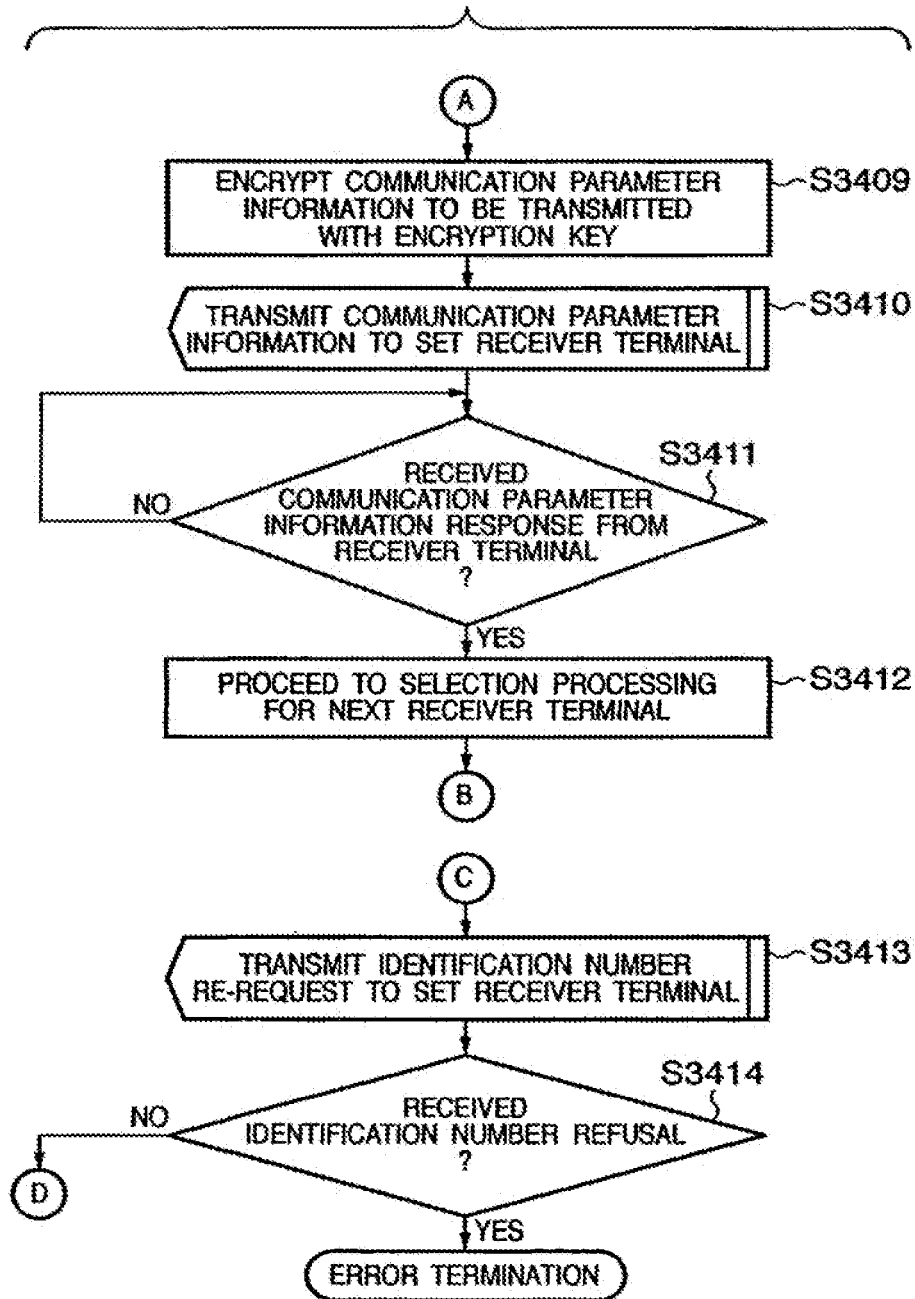 A
ENCRYPT COMMUNICATION PARAMETER
INFORMATION TO BE TRANSMITTED
WITH ENCRYPTION KEY
S3409
TRANSMIT COMMUNICATION PARAMETER
INFORMATION TO SET RECEIVER TERMINAL
S3410
S3411
RECEIVED
COMMUNICATION PARAMETER
INFORMATION RESPONSE FROM
RECEIVER TERMINAL
?
NO
YES
PROCEED TO SELECTION PROCESSING
FOR NEXT RECEIVER TERMINAL
S3412
B
C
TRANSMIT IDENTIFICATION NUMBER
RE-REQUEST TO SET RECEIVER TERMINAL
S3413
S3414
RECEIVED
IDENTIFICATION NUMBER REFUSAL
?
NO
D
YES
ERROR TERMINATION